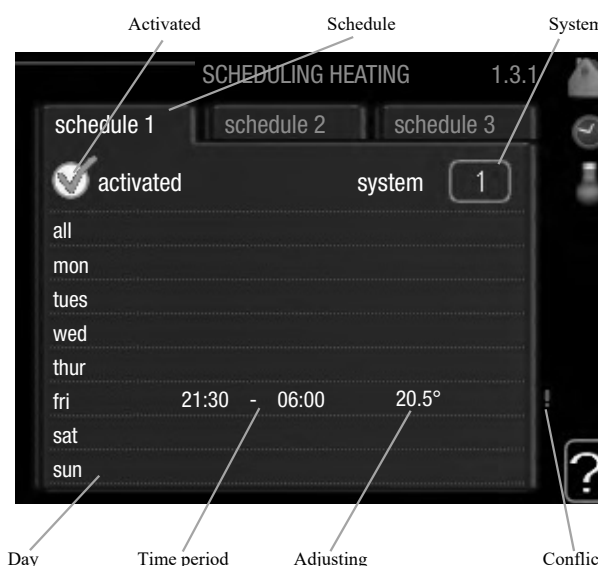 Activated Schedule System
SCHEDULING HEATING 1.3.1
schedule 1 schedule 2 schedule 3
activated system 1
all
mon
tues
wed
thur
fri 21:30 - 06:00 20.5° !
sat
sun
?
Day Time period Adjusting Conflic